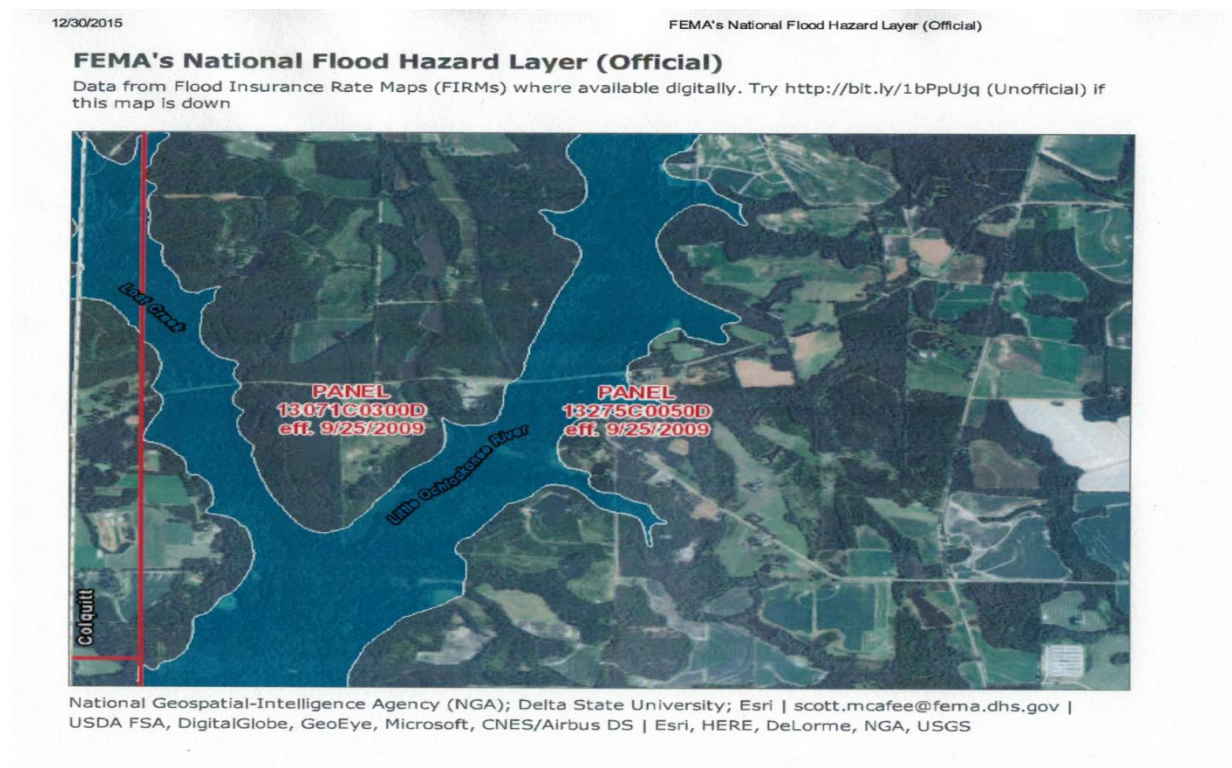 12/30/2015
FEMA's National Flood Hazard Layer (Official)
FEMA's National Flood Hazard Layer (Official)
Data from Flood Insurance Rate Maps (FIRMs) where available digitally. Try http://bit.ly/1bPpUjq (Unofficial) if
this map is down
Lost Creek
PANEL
13071C0300D
eff. 9/25/2009
PANEL
13275C0050D
eff. 9/25/2009
Little Ochlockonee River
Colquitt
National Geospatial-Intelligence Agency (NGA); Delta State University; Esri | scott.mcafee@fema.dhs.gov |
USDA FSA, DigitalGlobe, GeoEye, Microsoft, CNES/Airbus DS | Esri, HERE, DeLorme, NGA, USGS